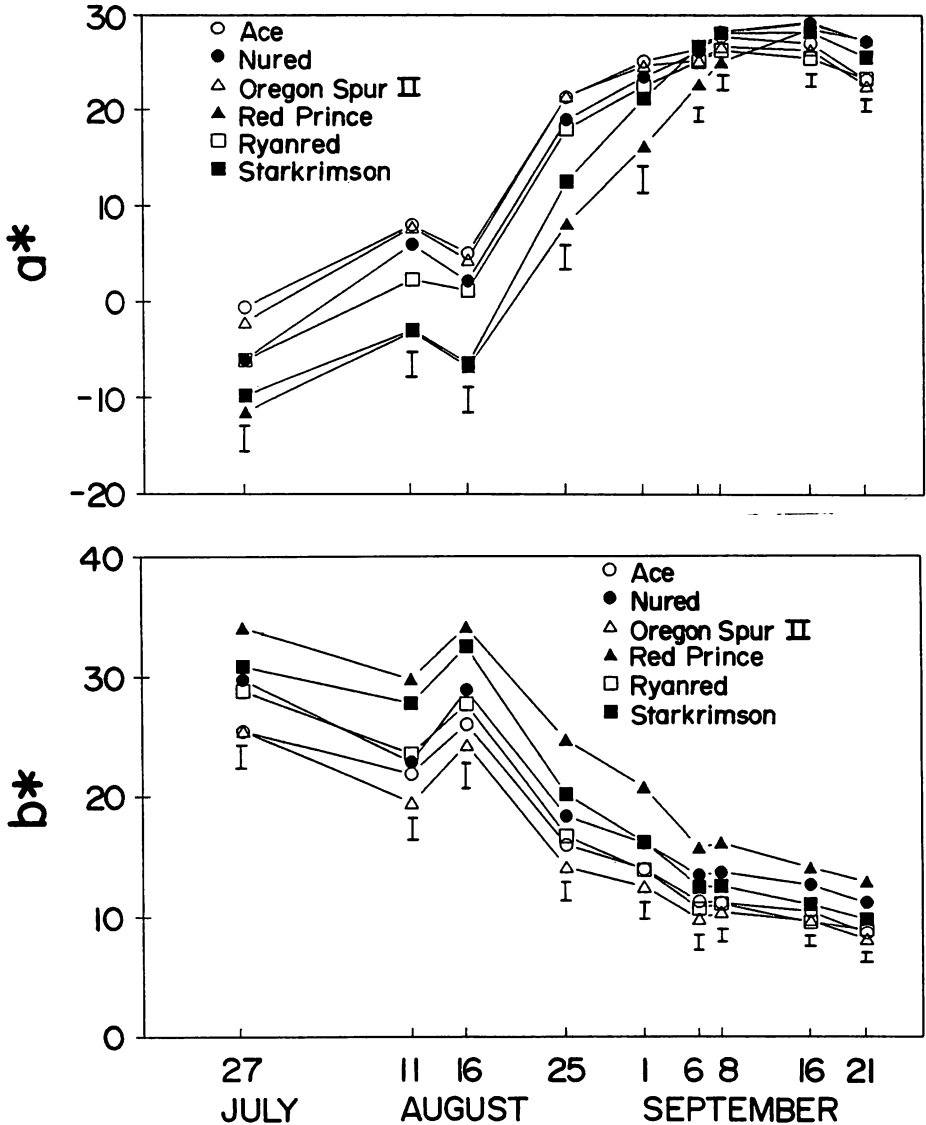 30
20
10
0
-10
-20
a*
Ace
Nured
Oregon Spur II
Red Prince
Ryanred
Starkrimson
40
30
20
10
0
b*
Ace
Nured
Oregon Spur II
Red Prince
Ryanred
Starkrimson
27 11 16 25 1 6 8 16 21
JULY AUGUST SEPTEMBER